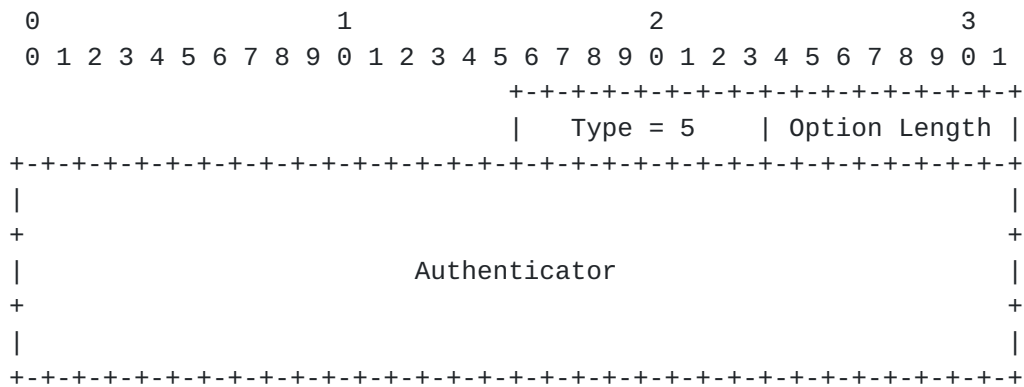 0                   1                   2                   3
 0 1 2 3 4 5 6 7 8 9 0 1 2 3 4 5 6 7 8 9 0 1 2 3 4 5 6 7 8 9 0 1
                                +-+-+-+-+-+-+-+-+-+-+-+-+-+-+-+-+
                                |   Type = 5    | Option Length |
+-+-+-+-+-+-+-+-+-+-+-+-+-+-+-+-+-+-+-+-+-+-+-+-+-+-+-+-+-+-+-+-+
|                                                               |
+                                                               +
|                         Authenticator                         |
+                                                               +
|                                                               |
+-+-+-+-+-+-+-+-+-+-+-+-+-+-+-+-+-+-+-+-+-+-+-+-+-+-+-+-+-+-+-+-+